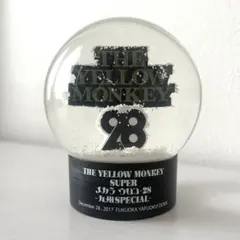 THE
YELLOW
MONKEY
28
THE YELLOW MONKEY
SUPER
メカラ ウロコ・28
-九州SPECIAL-
December 28, 2017 FUKUOKA YAFUOKU! DOME